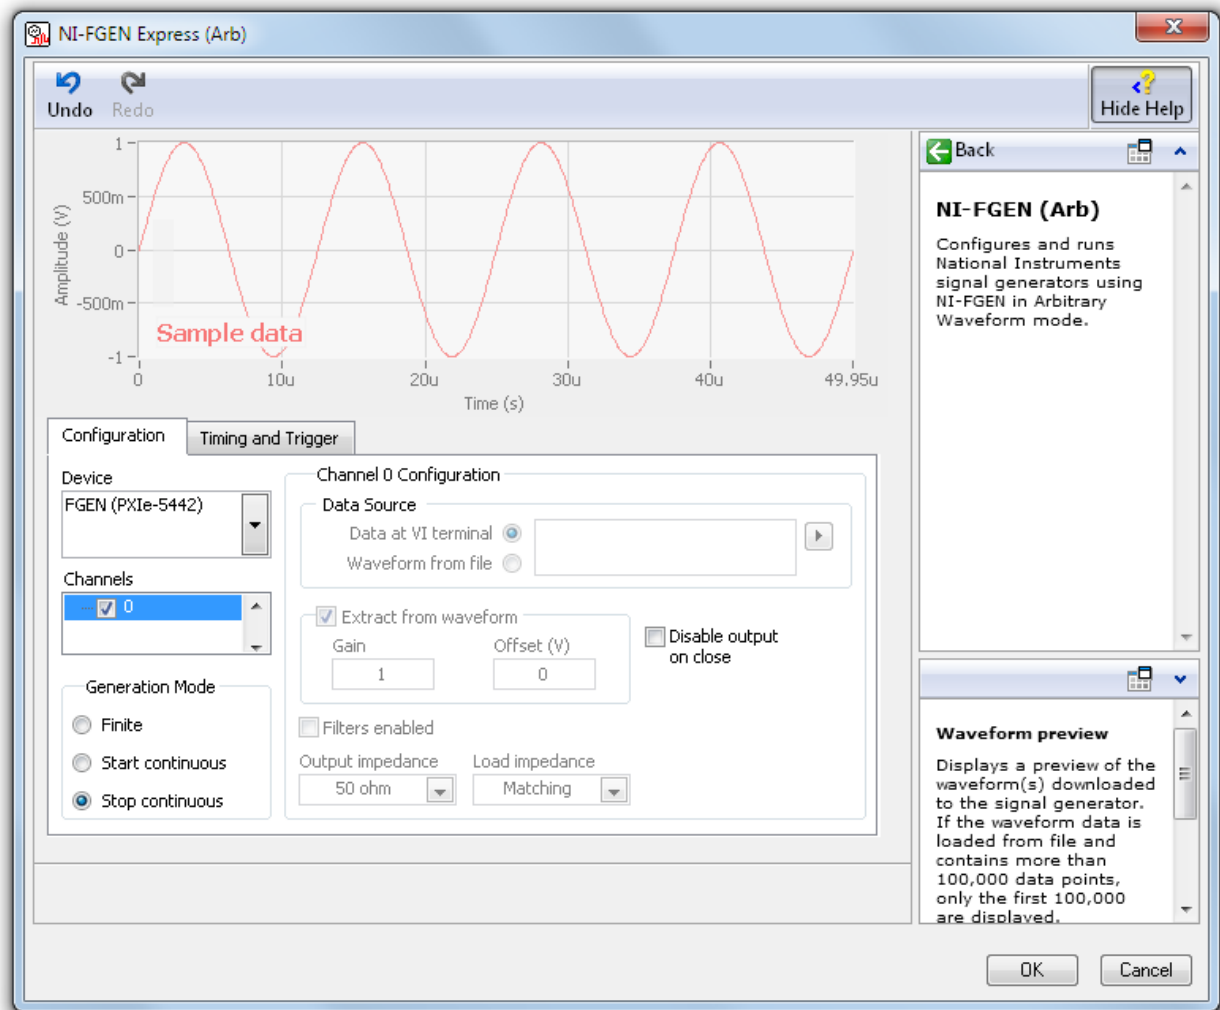 NI-FGEN Express (Arb)
Undo
Redo
Hide Help
1
500m
0
-500m
-1
Amplitude (V)
Sample data
0
10u
20u
30u
40u
49.95u
Time (s)
Configuration
Timing and Trigger
Device
FGEN (PXIe-5442)
Channels
0
Generation Mode
Finite
Start continuous
Stop continuous
Channel 0 Configuration
Data Source
Data at VI terminal
Waveform from file
Extract from waveform
Gain
Offset (V)
1
0
Disable output
on close
Filters enabled
Output impedance
Load impedance
50 ohm
Matching
Back
NI-FGEN (Arb)
Configures and runs
National Instruments
signal generators using
NI-FGEN in Arbitrary
Waveform mode.
Waveform preview
Displays a preview of the
waveform(s) downloaded
to the signal generator.
If the waveform data is
loaded from file and
contains more than
100,000 data points,
only the first 100,000
are displayed.
OK
Cancel